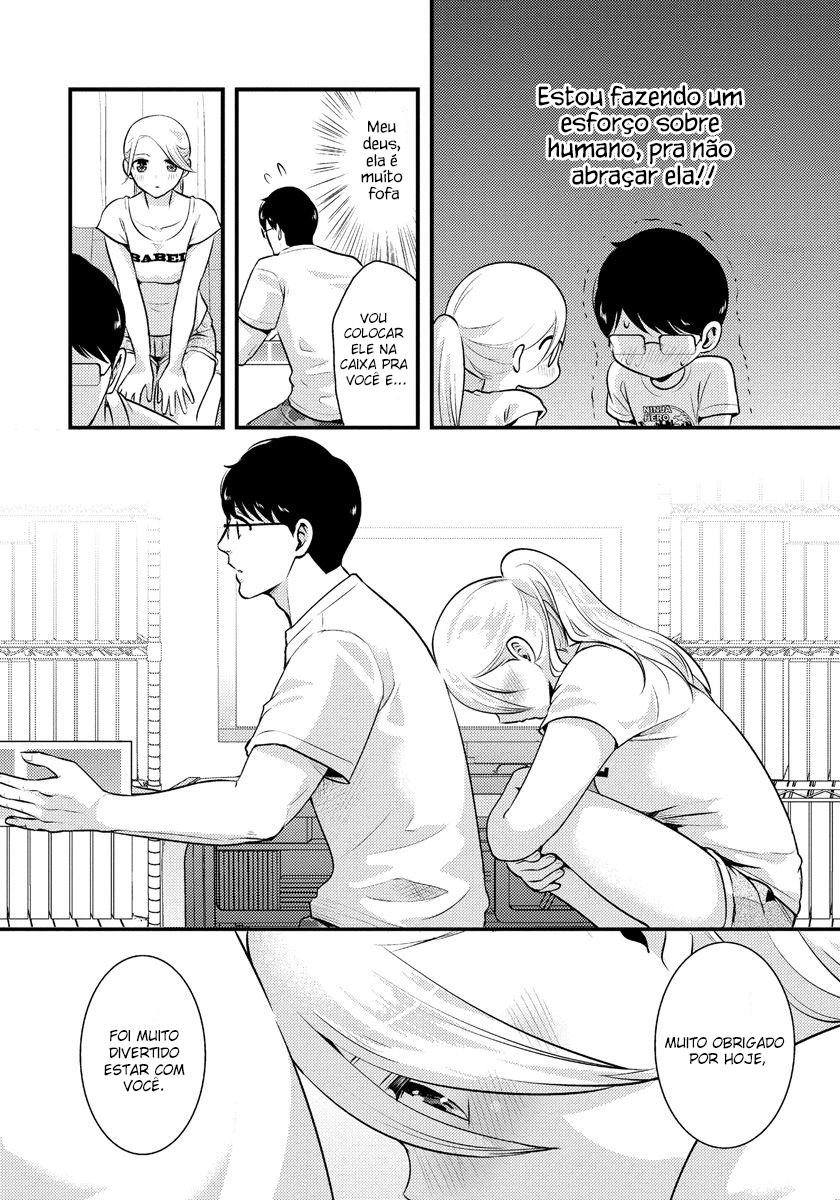 Estou fazendo um
esforço sobre
humano, pra não
abraçar ela!!
NINJA
HERO
Meu
deus,
ela é
muito
fofa
VOU
COLOCAR
ELE NA
CAIXA PRA
VOCÊ E...
BABEL
MUITO OBRIGADO
POR HOJE,
FOI MUITO
DIVERTIDO
ESTAR COM
VOCÊ.